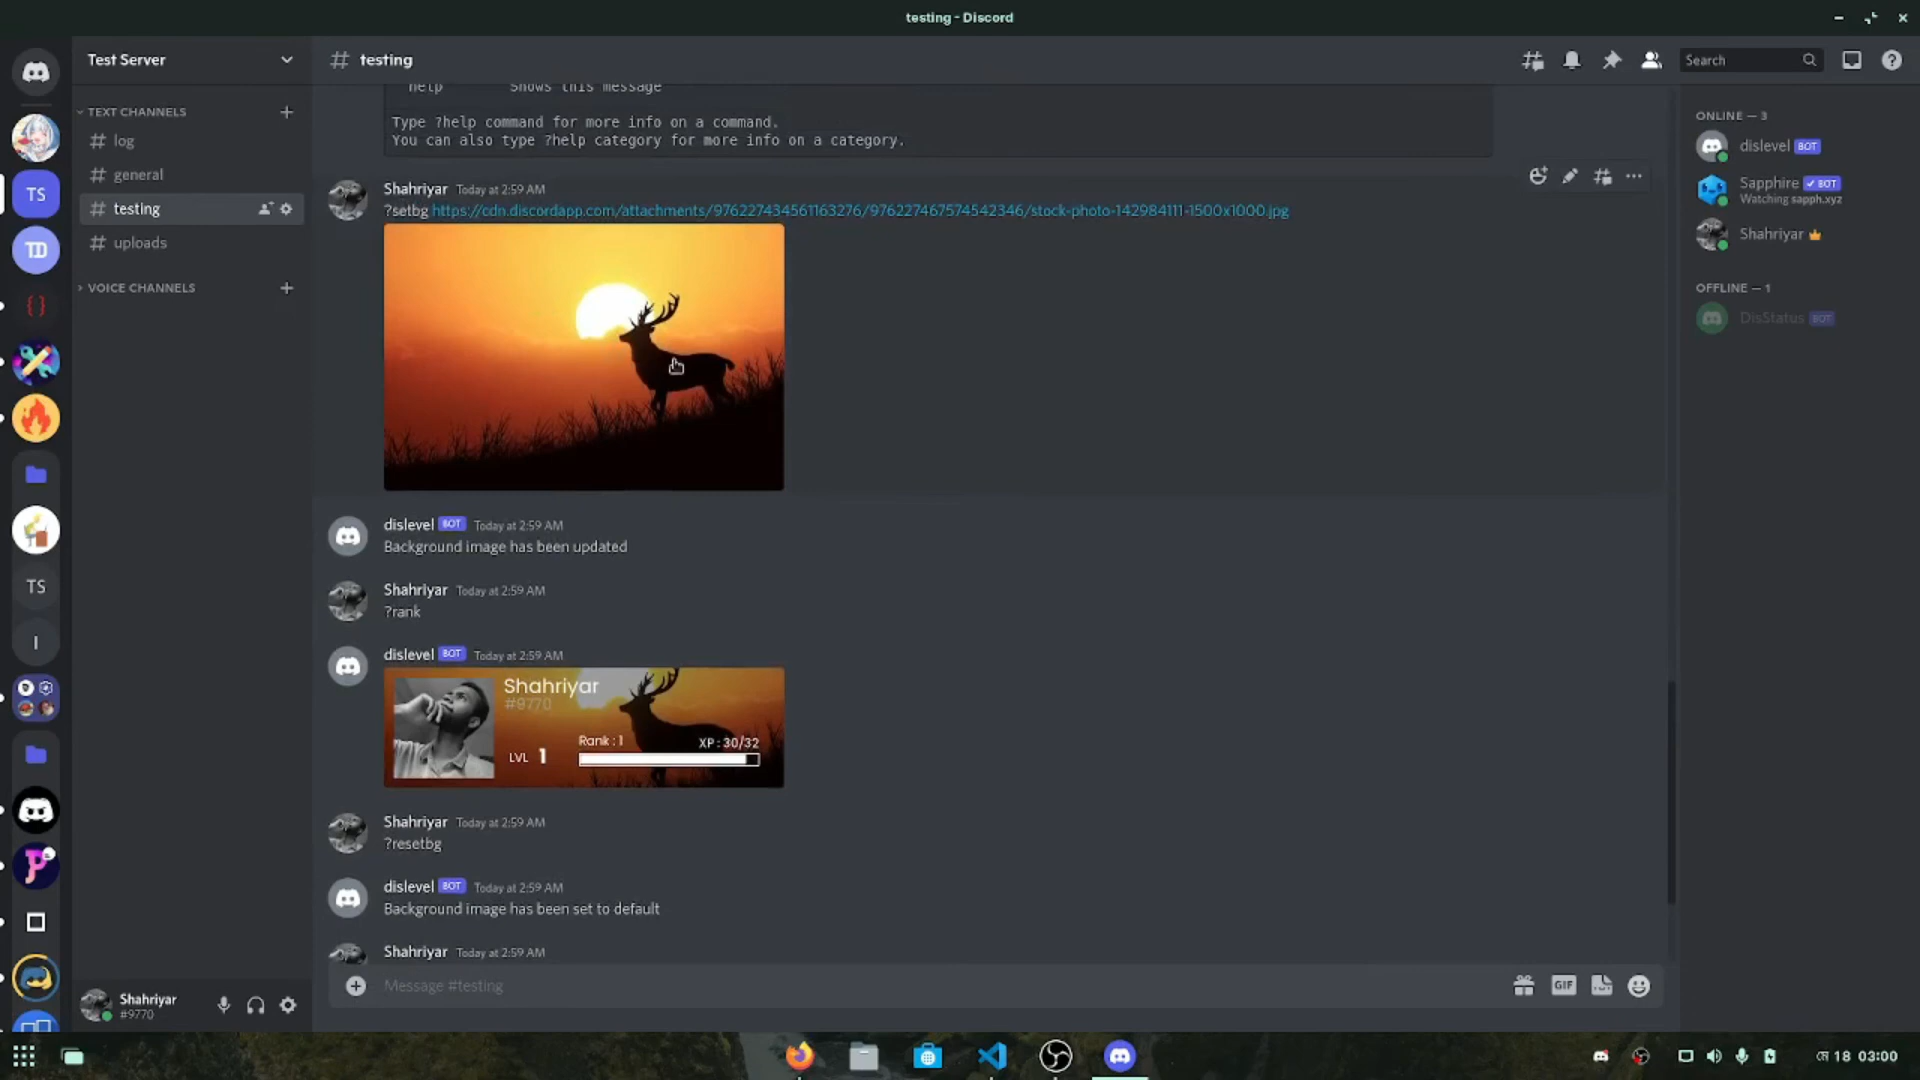 testing - Discord
Test Server
# testing
Search
TEXT CHANNELS
# log
# general
# testing
# uploads
VOICE CHANNELS
TS
TS
I
help Shows this message
Type ?help command for more info on a command.
You can also type ?help category for more info on a category.
Shahriyar Today at 2:59 AM
?setbg https://cdn.discordapp.com/attachments/976227434561163276/976227467574542346/stock-photo-142984111-1500x1000.jpg
dislevel BOT Today at 2:59 AM
Background image has been updated
Shahriyar Today at 2:59 AM
?rank
dislevel BOT Today at 2:59 AM
Shahriyar
#9770
Rank : 1 XP : 30/32
LVL 1
Shahriyar Today at 2:59 AM
?resetbg
dislevel BOT Today at 2:59 AM
Background image has been set to default
Shahriyar Today at 2:59 AM
Message #testing
GIF
ONLINE — 3
dislevel BOT
Sapphire ✓ BOT
Watching sapph.xyz
Shahriyar
OFFLINE — 1
DisStatus BOT
Shahriyar
#9770
মে 18 03:00